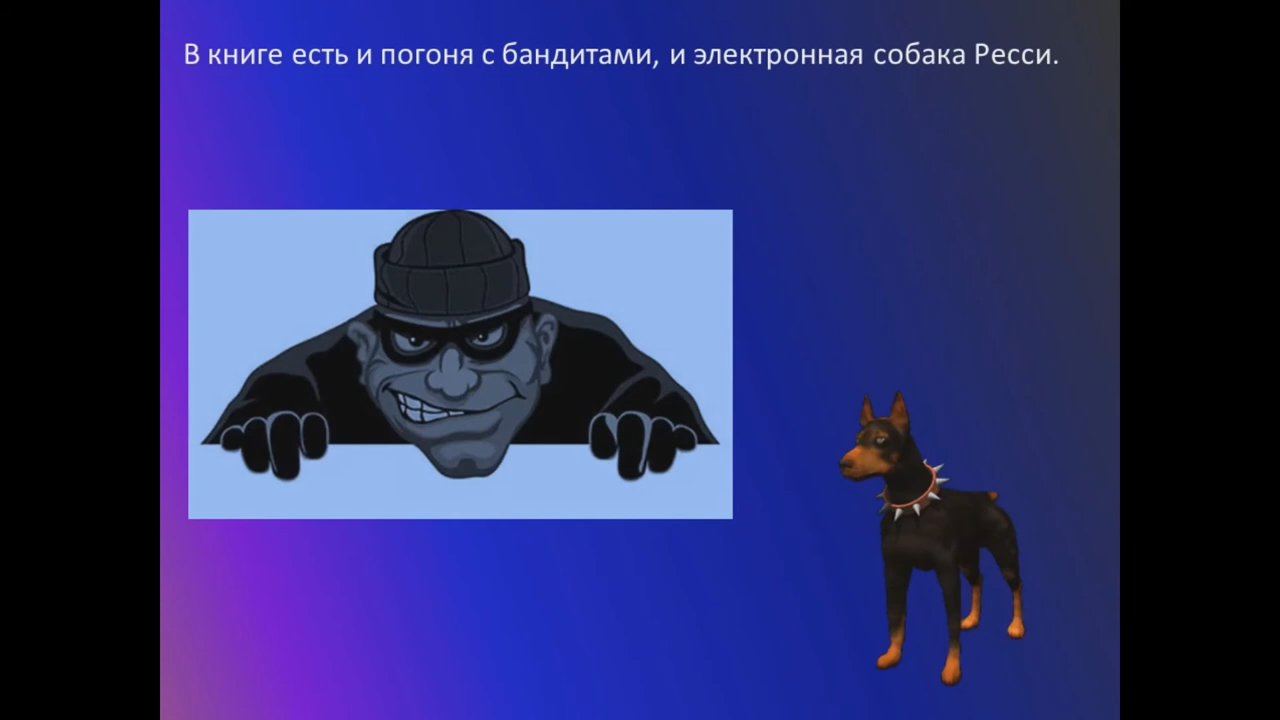 В книге есть и погоня с бандитами, и электронная собака Ресси.